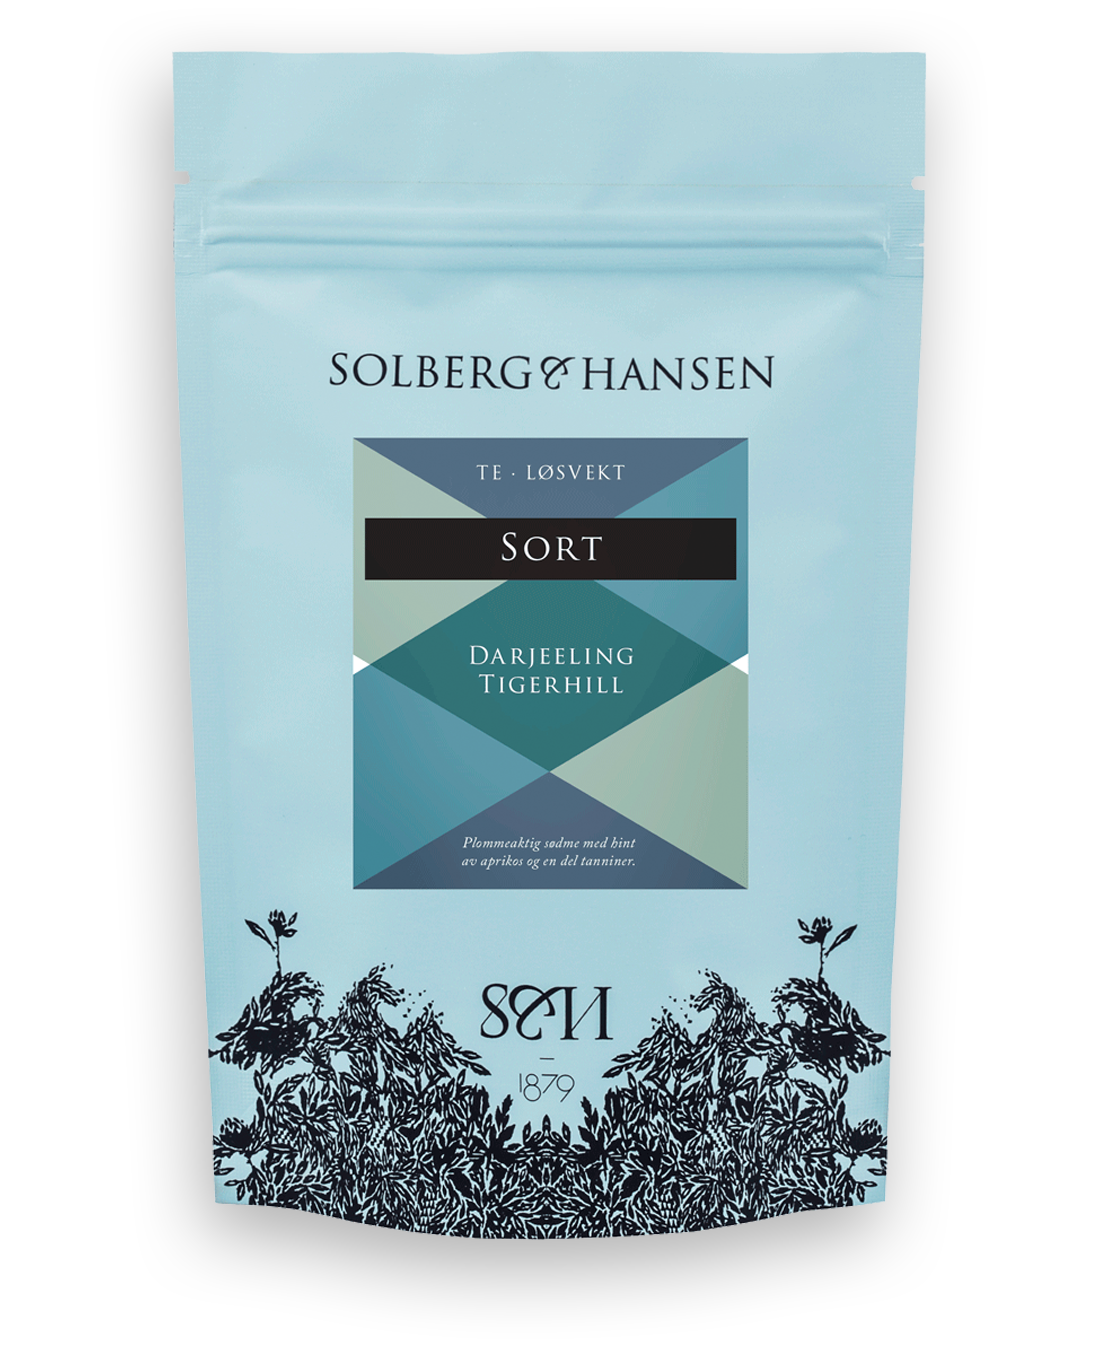 SOLBERG & HANSEN
TE · LØSVEKT
SORT
DARJEELING
TIGERHILL
Plommeaktig sødme med hint
av aprikos og en del tanniner.
S&H
–
1879